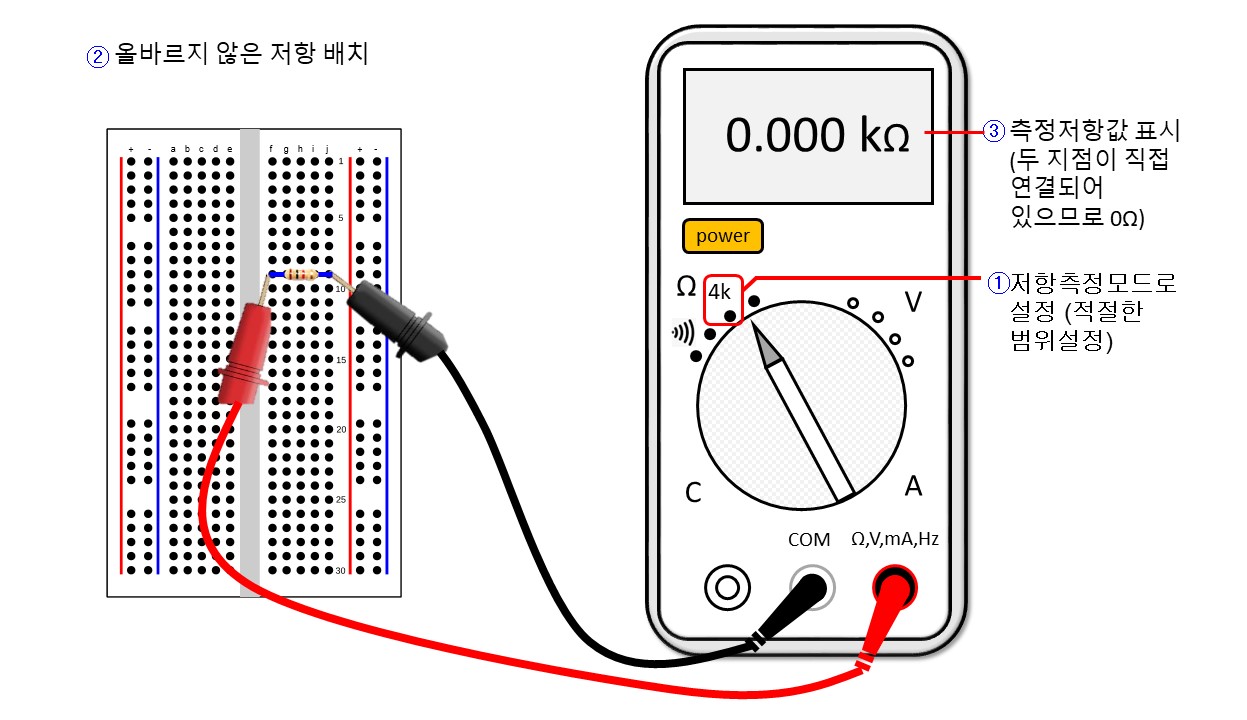 ② 올바르지 않은 저항 배치
+ - a b c d e f g h i j + -
1
5
10
15
20
25
30
0.000 kΩ
power
Ω 4k V
C A
COM Ω,V,mA,Hz
③ 측정저항값 표시
(두 지점이 직접
연결되어
있으므로 0Ω)
① 저항측정모드로
설정 (적절한
범위설정)